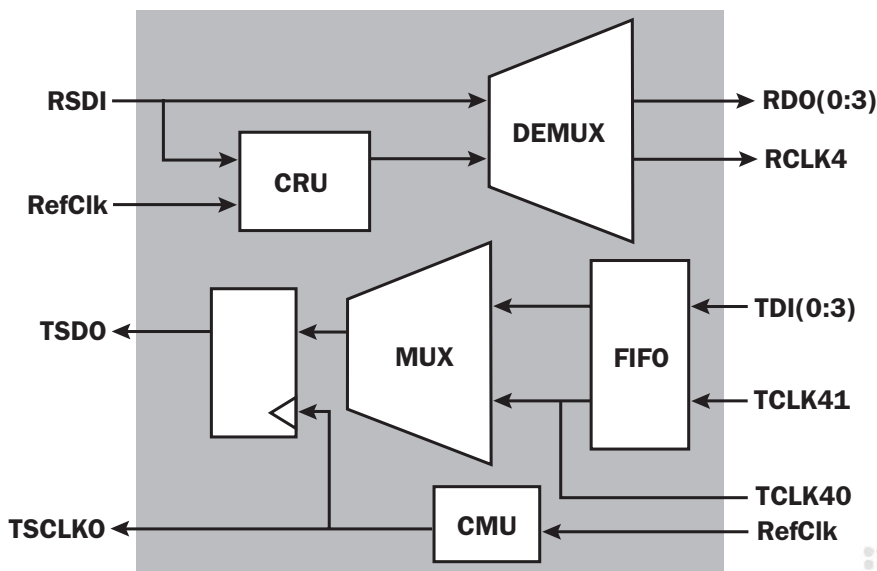 RSDI
RDO(0:3)
DEMUX
RCLK4
CRU
RefClk
TDI(0:3)
TSDO
MUX
FIFO
TCLK41
TCLK40
TSCLKO
CMU
RefClk